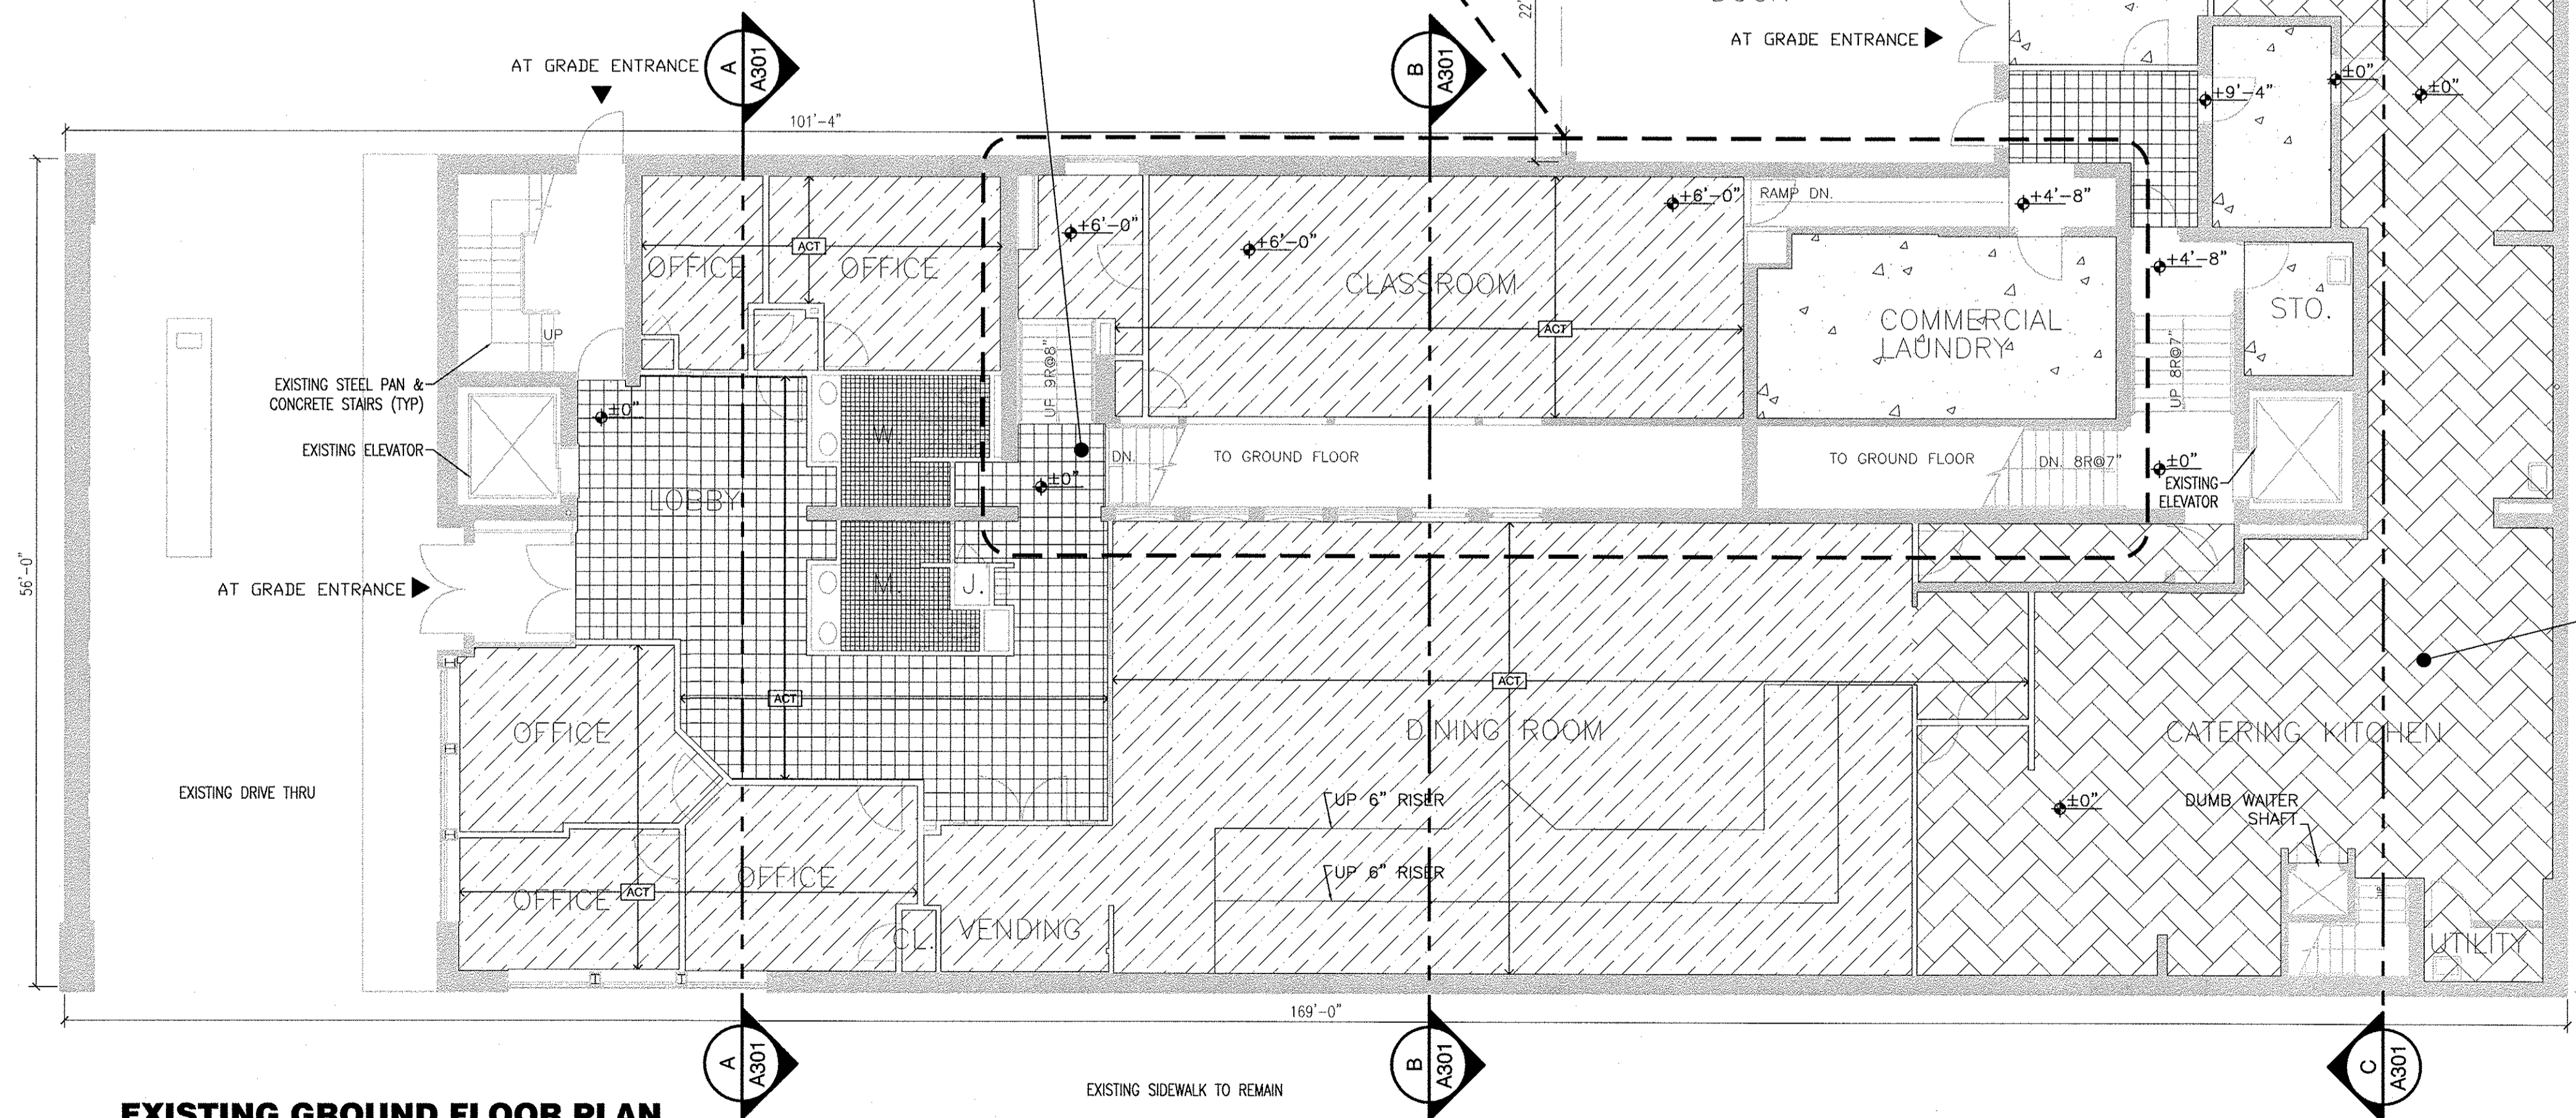 22'
AT GRADE ENTRANCE
A
A301
B
A301
AT GRADE ENTRANCE
±0"
+9'-4"
±0"
101'-4"
+6'-0"
+6'-0"
+6'-0"
RAMP DN.
+4'-8"
ACT
OFFICE
OFFICE
CLASSROOM
+4'-8"
STO.
COMMERCIAL
LAUNDRY
ACT
UP
UP 9R@8"
UP 8R@7"
EXISTING STEEL PAN &
CONCRETE STAIRS (TYP)
±0"
EXISTING ELEVATOR
W.
DN.
TO GROUND FLOOR
TO GROUND FLOOR
DN. 8R@7"
±0"
EXISTING
ELEVATOR
LOBBY
±0"
56'-0"
AT GRADE ENTRANCE
M.
J.
ACT
ACT
OFFICE
DINING ROOM
CATERING KITCHEN
EXISTING DRIVE THRU
UP 6" RISER
±0"
DUMB WAITER
SHAFT
UP 6" RISER
OFFICE
ACT
OFFICE
UP
CL.
VENDING
UTILITY
169'-0"
A
A301
B
A301
C
A301
EXISTING SIDEWALK TO REMAIN
EXISTING GROUND FLOOR PLAN